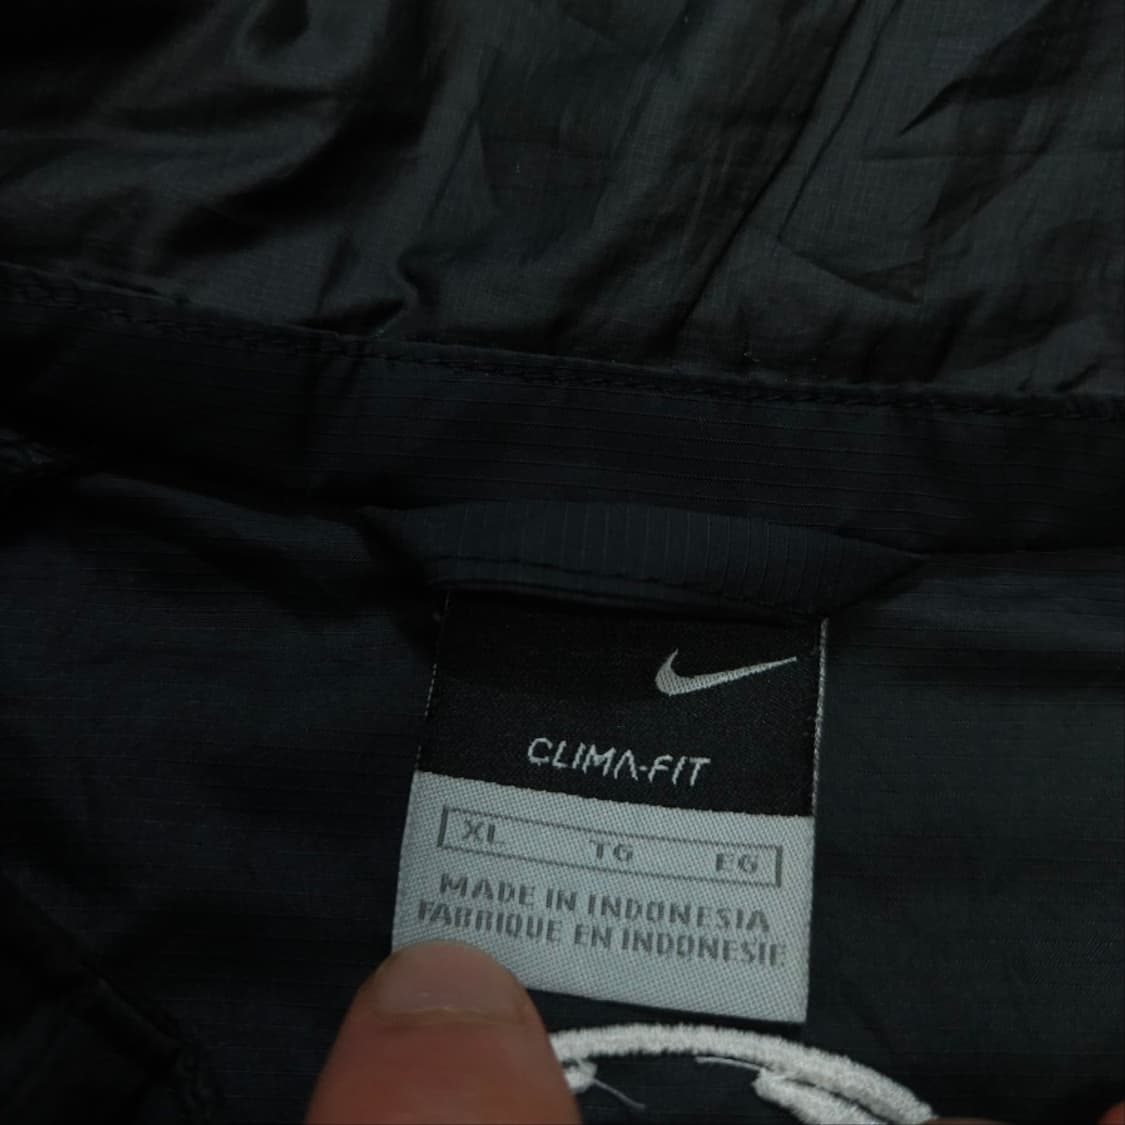 CLIMA-FIT
XL TG EG
MADE IN INDONESIA
FABRIQUE EN INDONESIE